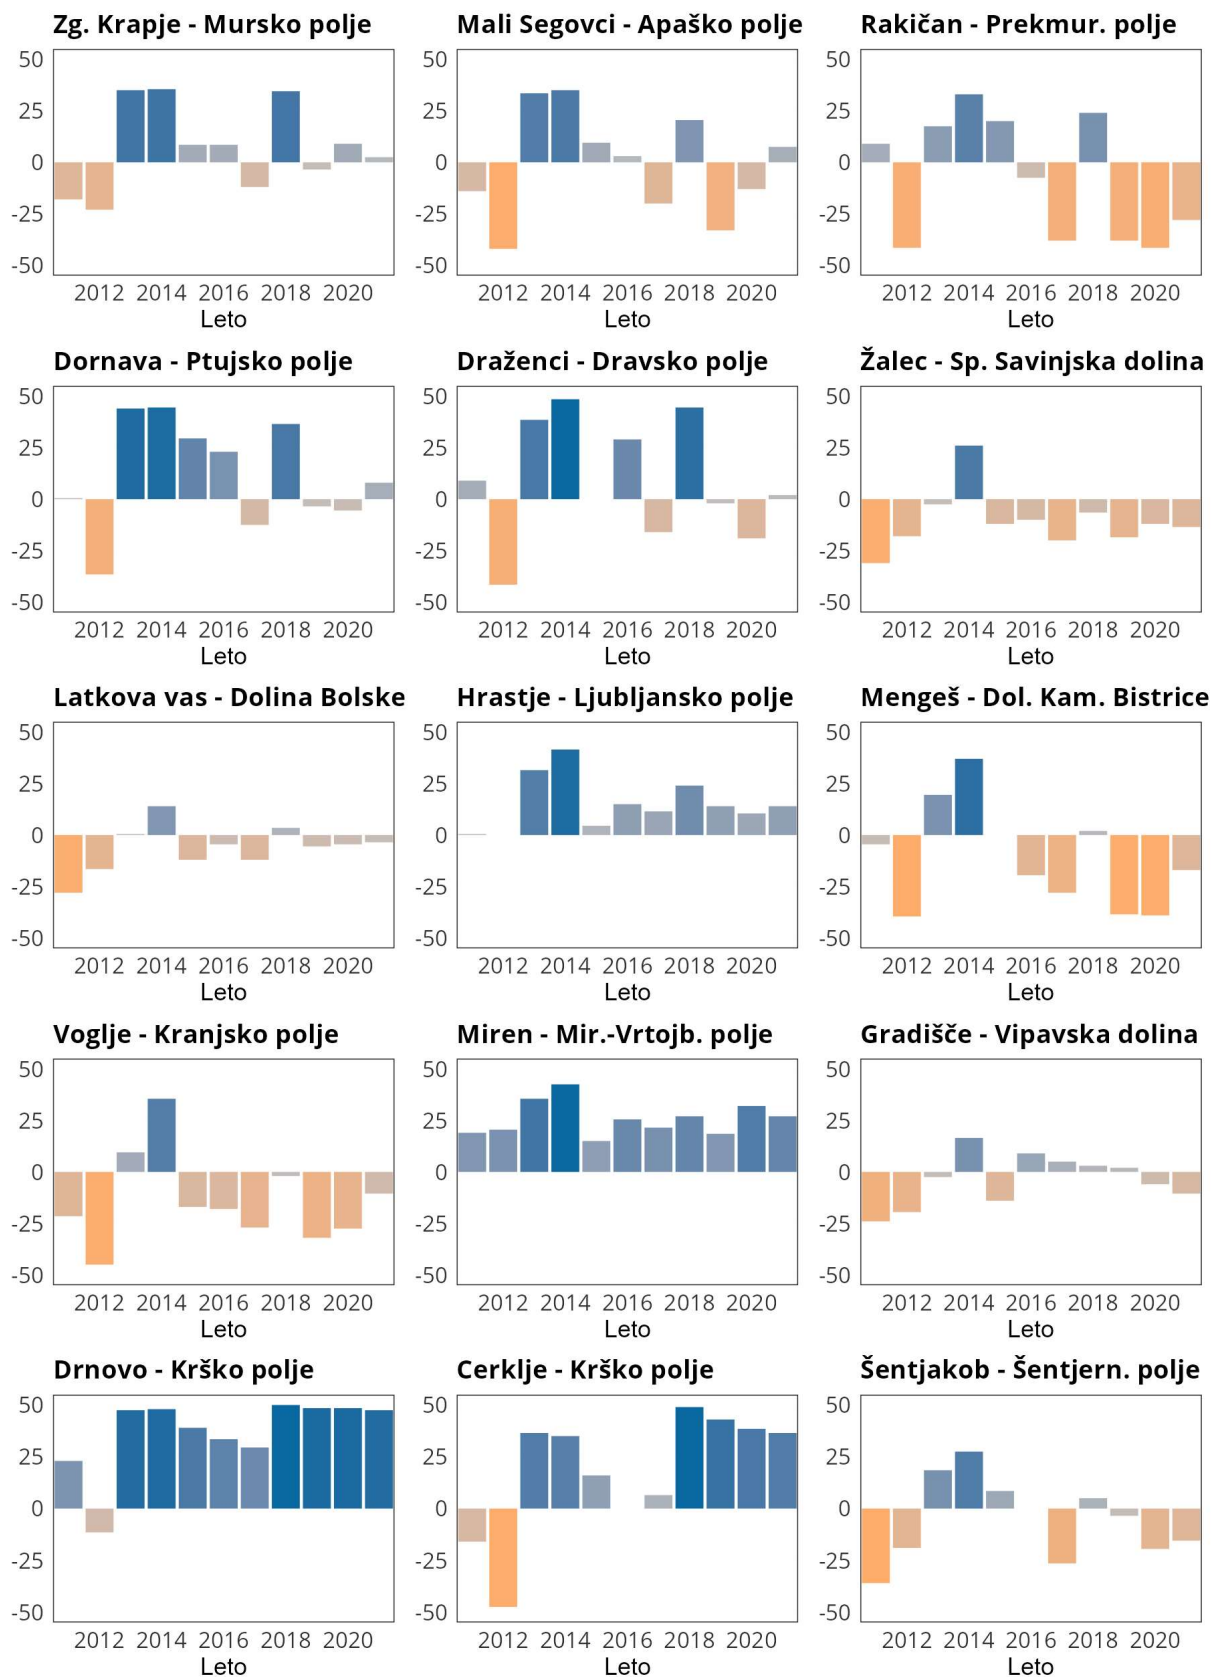 Zg. Krapje - Mursko polje
50
25
0
-25
-50
2012 2014 2016 2018 2020
Leto
Mali Segovci - Apaško polje
50
25
0
-25
-50
2012 2014 2016 2018 2020
Leto
Rakičan - Prekmur. polje
50
25
0
-25
-50
2012 2014 2016 2018 2020
Leto
Dornava - Ptujsko polje
50
25
0
-25
-50
2012 2014 2016 2018 2020
Leto
Draženci - Dravsko polje
50
25
0
-25
-50
2012 2014 2016 2018 2020
Leto
Žalec - Sp. Savinjska dolina
50
25
0
-25
-50
2012 2014 2016 2018 2020
Leto
Latkova vas - Dolina Bolske
50
25
0
-25
-50
2012 2014 2016 2018 2020
Leto
Hrastje - Ljubljansko polje
50
25
0
-25
-50
2012 2014 2016 2018 2020
Leto
Mengeš - Dol. Kam. Bistrice
50
25
0
-25
-50
2012 2014 2016 2018 2020
Leto
Voglje - Kranjsko polje
50
25
0
-25
-50
2012 2014 2016 2018 2020
Leto
Miren - Mir.-Vrtojb. polje
50
25
0
-25
-50
2012 2014 2016 2018 2020
Leto
Gradišče - Vipavska dolina
50
25
0
-25
-50
2012 2014 2016 2018 2020
Leto
Drnovo - Krško polje
50
25
0
-25
-50
2012 2014 2016 2018 2020
Leto
Cerklje - Krško polje
50
25
0
-25
-50
2012 2014 2016 2018 2020
Leto
Šentjakob - Šentjern. polje
50
25
0
-25
-50
2012 2014 2016 2018 2020
Leto